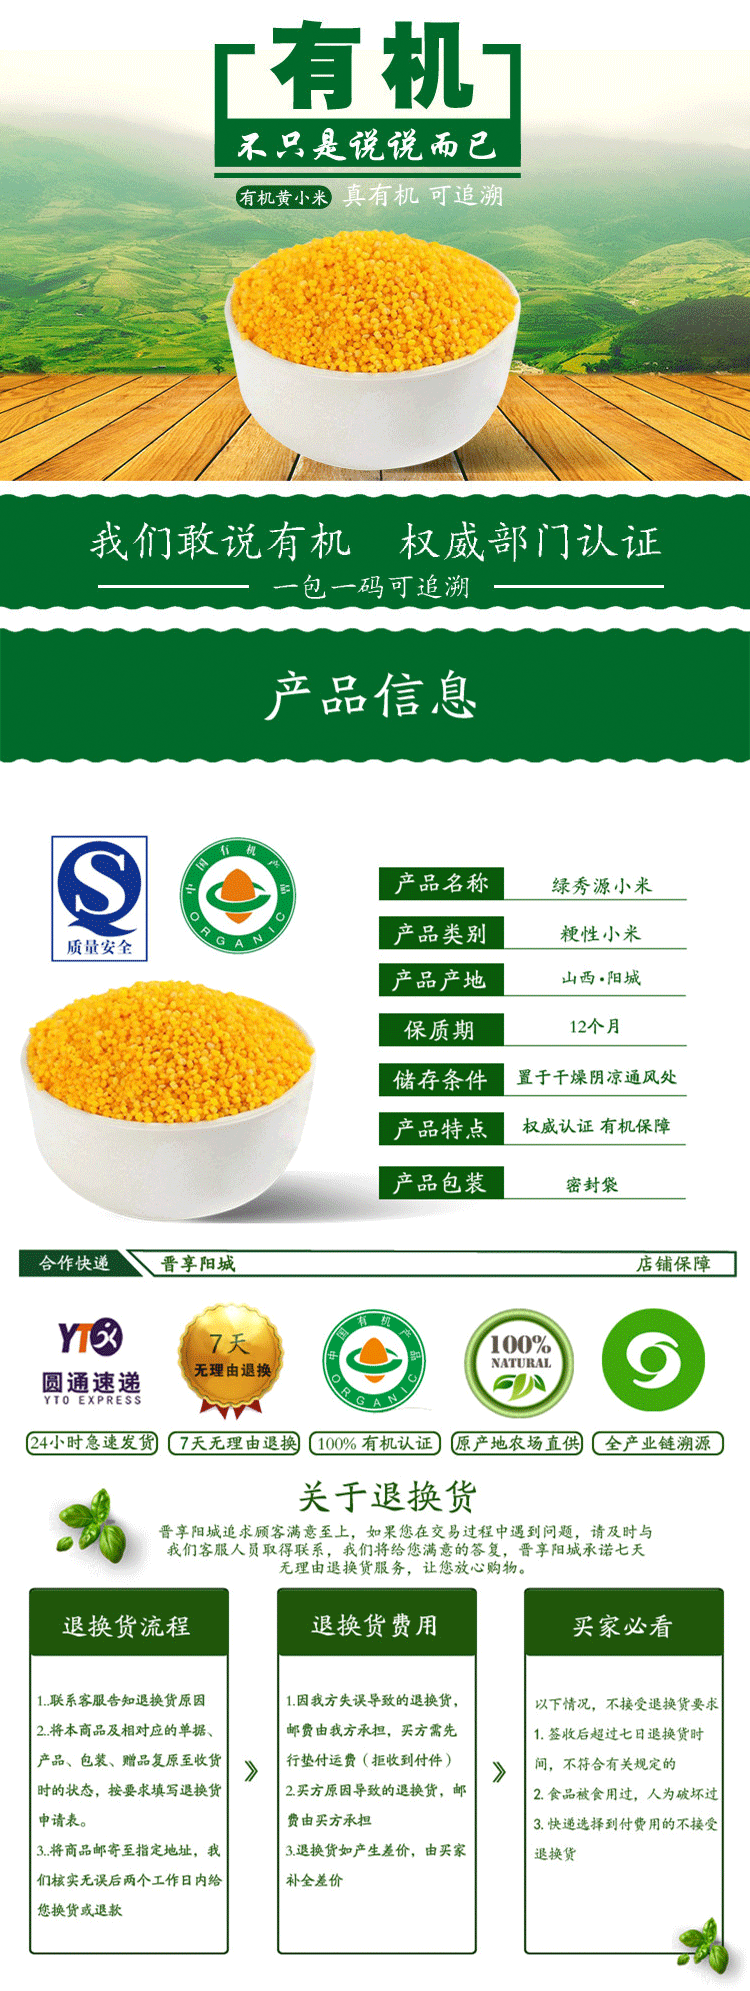 有机
不只是说说而已
有机黄小米 真有机 可追溯
我们敢说有机 权威部门认证
一包一码可追溯
产品信息
质量安全
中国有机产品
ORGANIC
产品名称 绿秀源小米
产品类别 粳性小米
产品产地 山西·阳城
保质期 12个月
储存条件 置于干燥阴凉通风处
产品特点 权威认证 有机保障
产品包装 密封袋
合作快递 晋享阳城 店铺保障
YTO
圆通速递
YTO EXPRESS
7天
无理由退换
中国有机产品
ORGANIC
100%
NATURAL
24小时急速发货 7天无理由退换 100% 有机认证 原产地农场直供 全产业链溯源
关于退换货
晋享阳城追求顾客满意至上，如果您在交易过程中遇到问题，请及时与
我们客服人员取得联系，我们将给您满意的答复，晋享阳城承诺七天
无理由退换货服务，让您放心购物。
退换货流程
1..联系客服告知退换货原因
2.将本商品及相对应的单据、
产品、包装、赠品复原至收货
时的状态，按要求填写退换货
申请表。
3.将商品邮寄至指定地址，我
们核实无误后两个工作日内给
您换货或退款
退换货费用
1.因我方失误导致的退换货，
邮费由我方承担，买方需先
行垫付运费（拒收到付件）
2.买方原因导致的退换货，邮
费由买方承担
3.退换货如产生差价，由买家
补全差价
买家必看
以下情况，不接受退换货要求
1. 签收后超过七日退换货时
间，不符合有关规定的
2. 食品被食用过，人为破坏过
3. 快递选择到付费用的不接受
退换货